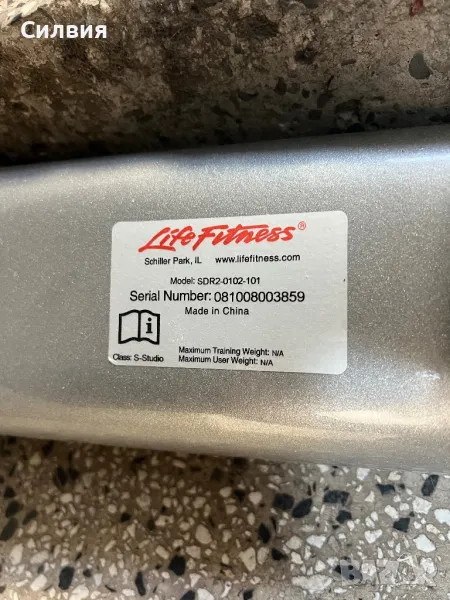 Силвия
LifeFitness®
Schiller Park, IL www.lifefitness.com
Model: SDR2-0102-101
Serial Number: 081008003859
Made in China
i
Class: S-Studio
Maximum Training Weight: N/A
Maximum User Weight: N/A